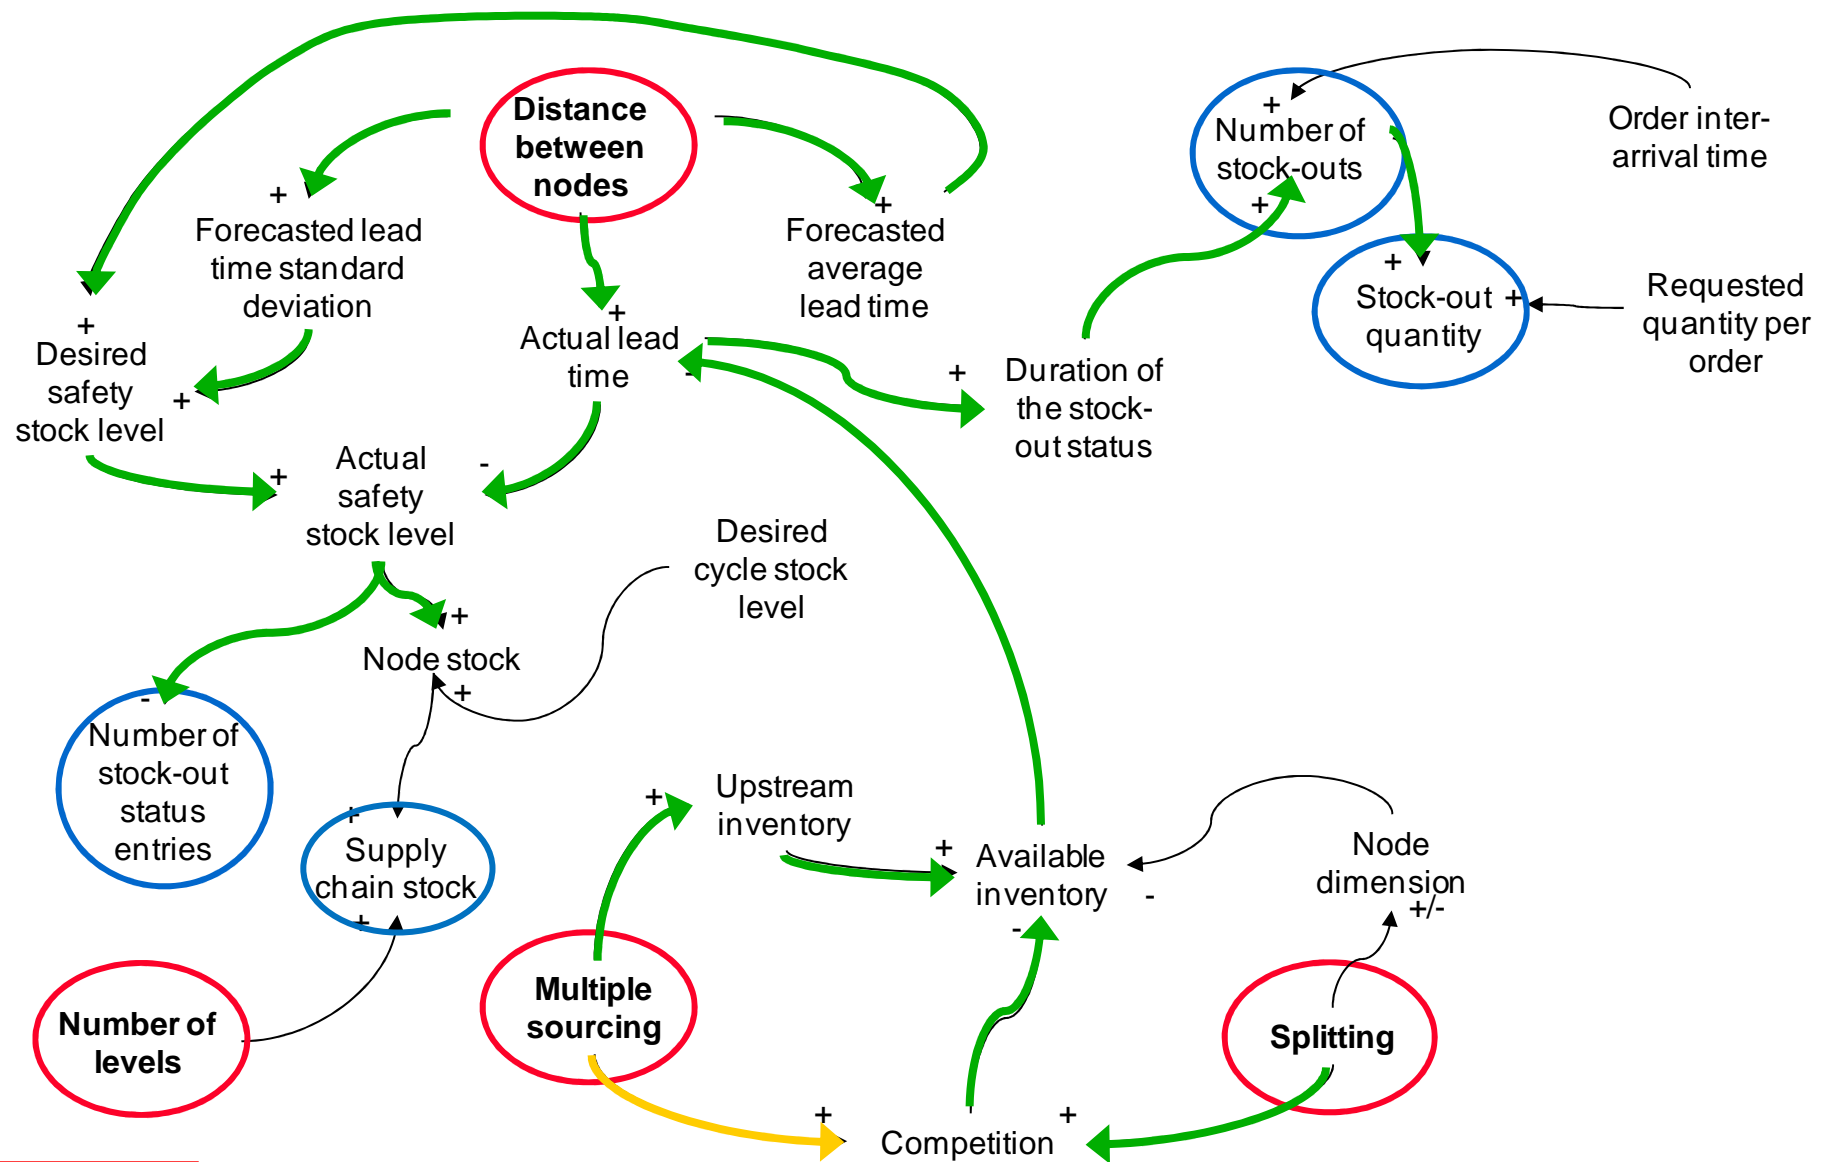 Distance
between
nodes
+
Number of
stock-outs
+
Order inter-
arrival time
+
Forecasted lead
time standard
deviation
+
Forecasted
average
lead time
+
Stock-out
quantity
+
Requested
quantity per
order
+
Desired
safety
stock level
+
+
Actual lead
time
-
+
Duration of
the stock-
out status
+
Actual
safety
stock level
-
Desired
cycle stock
level
+
Node stock
+
-
Number of
stock-out
status
entries
+
Supply
chain stock
+
+
Upstream
inventory
+
Available
inventory
-
-
Node
dimension
+/-
Number of
levels
Multiple
sourcing
Splitting
+
Competition
+